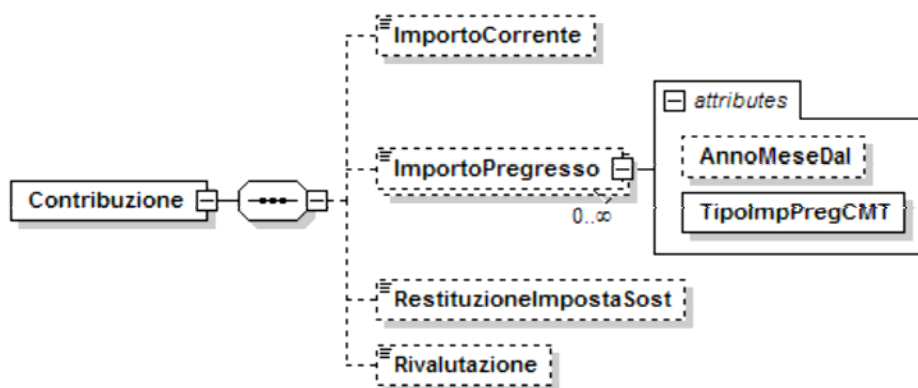 ImportoCorrente
attributes
AnnoMeseDal
ImportoPregresso
Contribuzione
TipoImpPregCMT
0..∞
RestituzioneImpostaSost
Rivalutazione